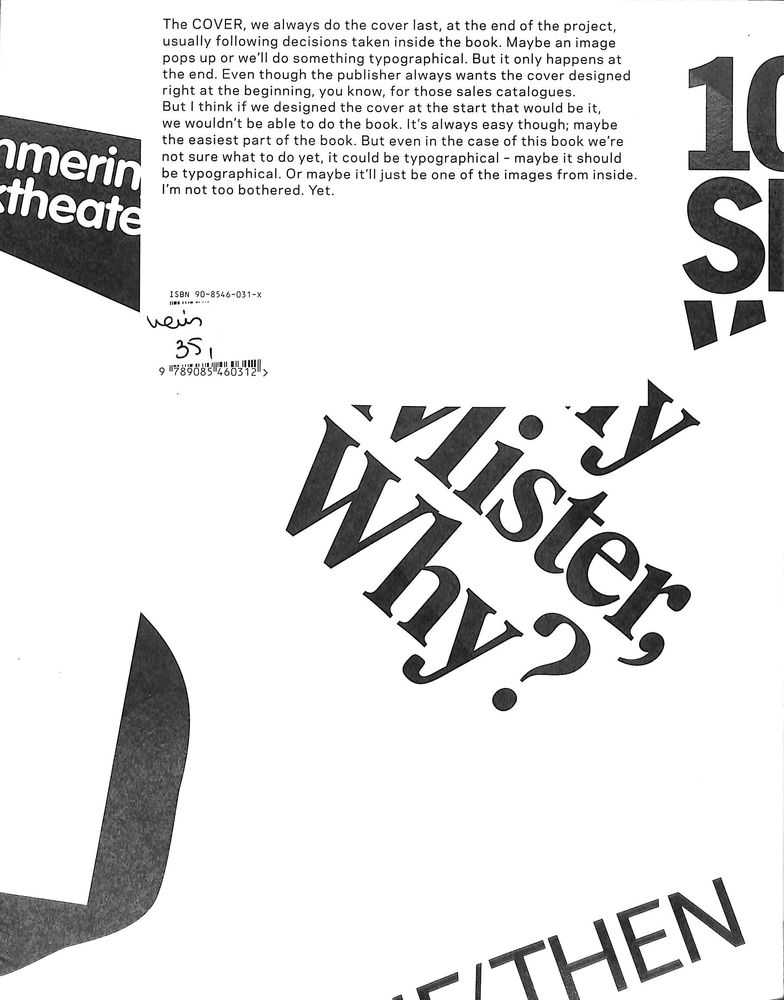 The COVER, we always do the cover last, at the end of the project,
usually following decisions taken inside the book. Maybe an image
pops up or we'll do something typographical. But it only happens at
the end. Even though the publisher always wants the cover designed
right at the beginning, you know, for those sales catalogues.
But I think if we designed the cover at the start that would be it,
we wouldn't be able to do the book. It's always easy though; maybe
the easiest part of the book. But even in the case of this book we're
not sure what to do yet, it could be typographical – maybe it should
be typographical. Or maybe it'll just be one of the images from inside.
I'm not too bothered. Yet.
ISBN 90-8546-031-X
35,
9 789085 460312 >
Mister,
Why?
/THEN